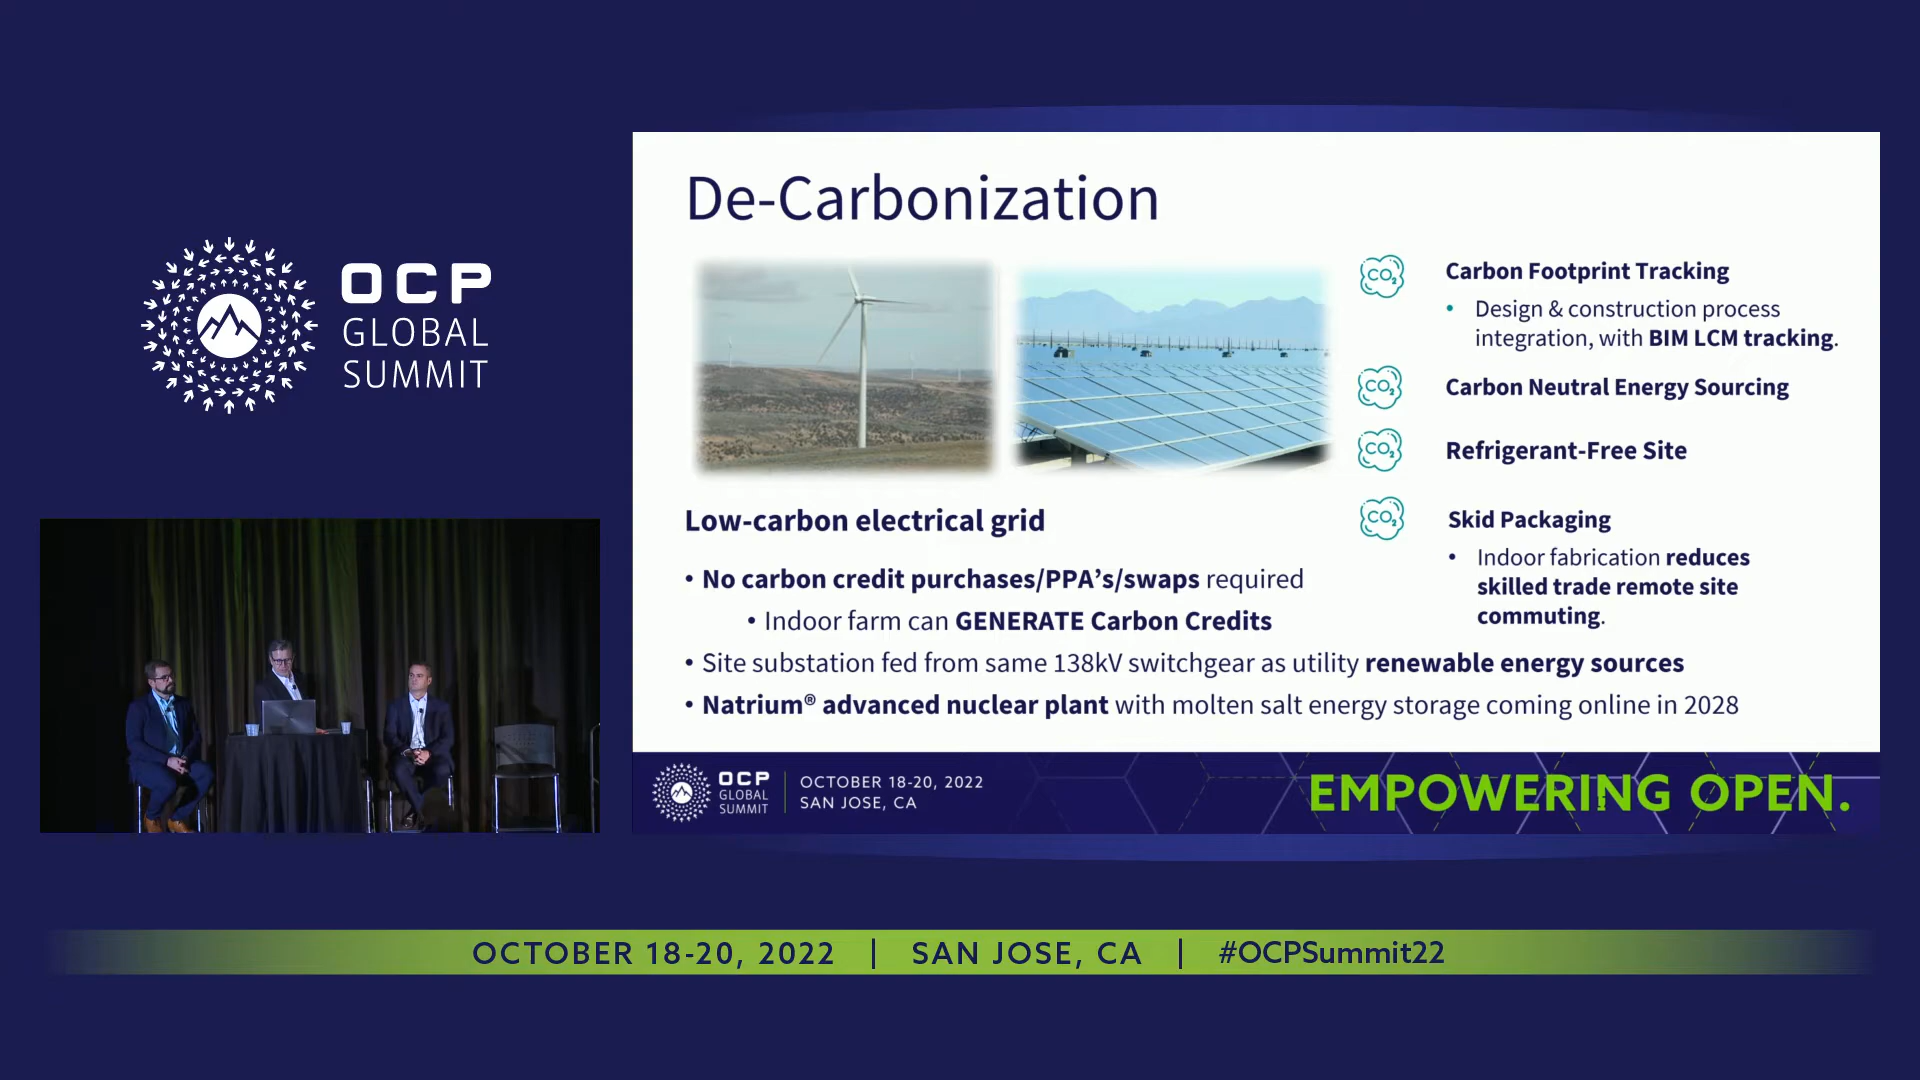 OCP
GLOBAL
SUMMIT
De-Carbonization
CO2
Carbon Footprint Tracking
• Design & construction process
integration, with BIM LCM tracking.
CO2
Carbon Neutral Energy Sourcing
CO2
Refrigerant-Free Site
CO2
Skid Packaging
• Indoor fabrication reduces
skilled trade remote site
commuting.
Low-carbon electrical grid
• No carbon credit purchases/PPA’s/swaps required
• Indoor farm can GENERATE Carbon Credits
• Site substation fed from same 138kV switchgear as utility renewable energy sources
• Natrium® advanced nuclear plant with molten salt energy storage coming online in 2028
OCP
GLOBAL
SUMMIT
OCTOBER 18-20, 2022
SAN JOSE, CA
EMPOWERING OPEN.
OCTOBER 18-20, 2022 | SAN JOSE, CA | #OCPSummit22